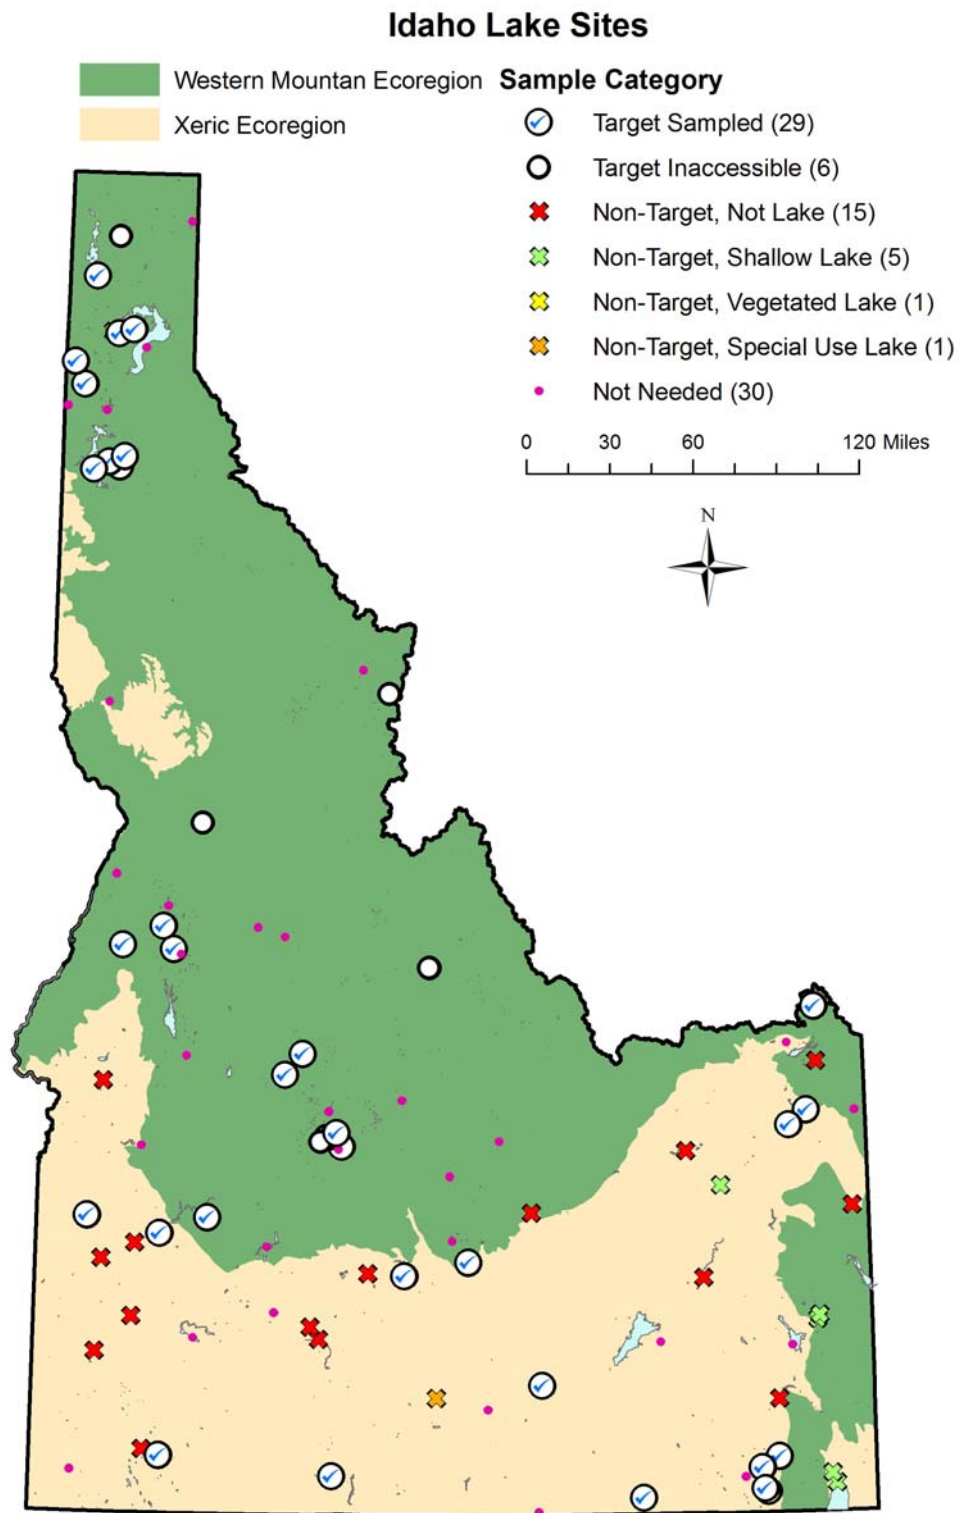 Idaho Lake Sites
Western Mountan Ecoregion
Xeric Ecoregion
Sample Category
Target Sampled (29)
Target Inaccessible (6)
Non-Target, Not Lake (15)
Non-Target, Shallow Lake (5)
Non-Target, Vegetated Lake (1)
Non-Target, Special Use Lake (1)
Not Needed (30)
0 30 60 120 Miles
N